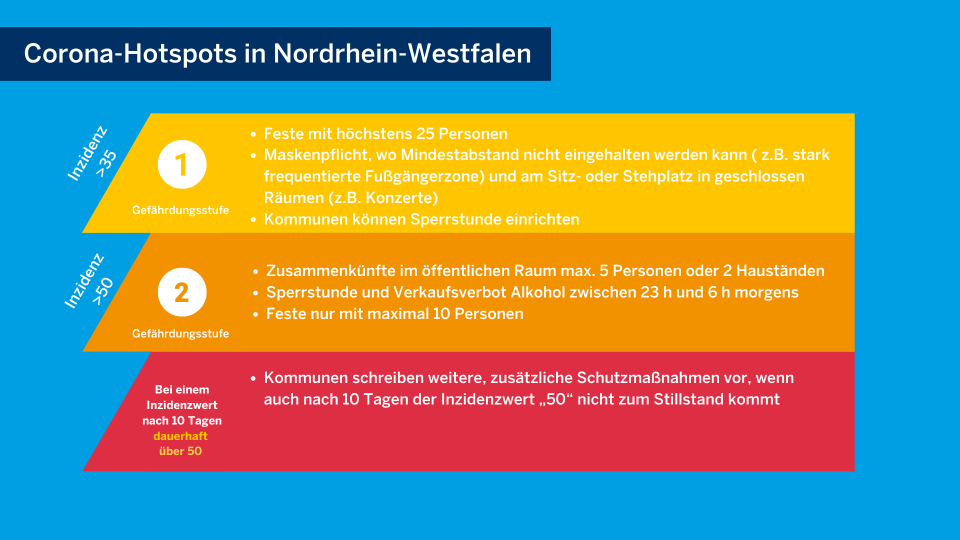 Corona-Hotspots in Nordrhein-Westfalen
Inzidenz
>35
1
Gefährdungsstufe
• Feste mit höchstens 25 Personen
• Maskenpflicht, wo Mindestabstand nicht eingehalten werden kann ( z.B. stark
frequentierte Fußgängerzone) und am Sitz- oder Stehplatz in geschlossen
Räumen (z.B. Konzerte)
• Kommunen können Sperrstunde einrichten
Inzidenz
>50
2
Gefährdungsstufe
• Zusammenkünfte im öffentlichen Raum max. 5 Personen oder 2 Hauständen
• Sperrstunde und Verkaufsverbot Alkohol zwischen 23 h und 6 h morgens
• Feste nur mit maximal 10 Personen
Bei einem
Inzidenzwert
nach 10 Tagen
dauerhaft
über 50
• Kommunen schreiben weitere, zusätzliche Schutzmaßnahmen vor, wenn
auch nach 10 Tagen der Inzidenzwert „50“ nicht zum Stillstand kommt